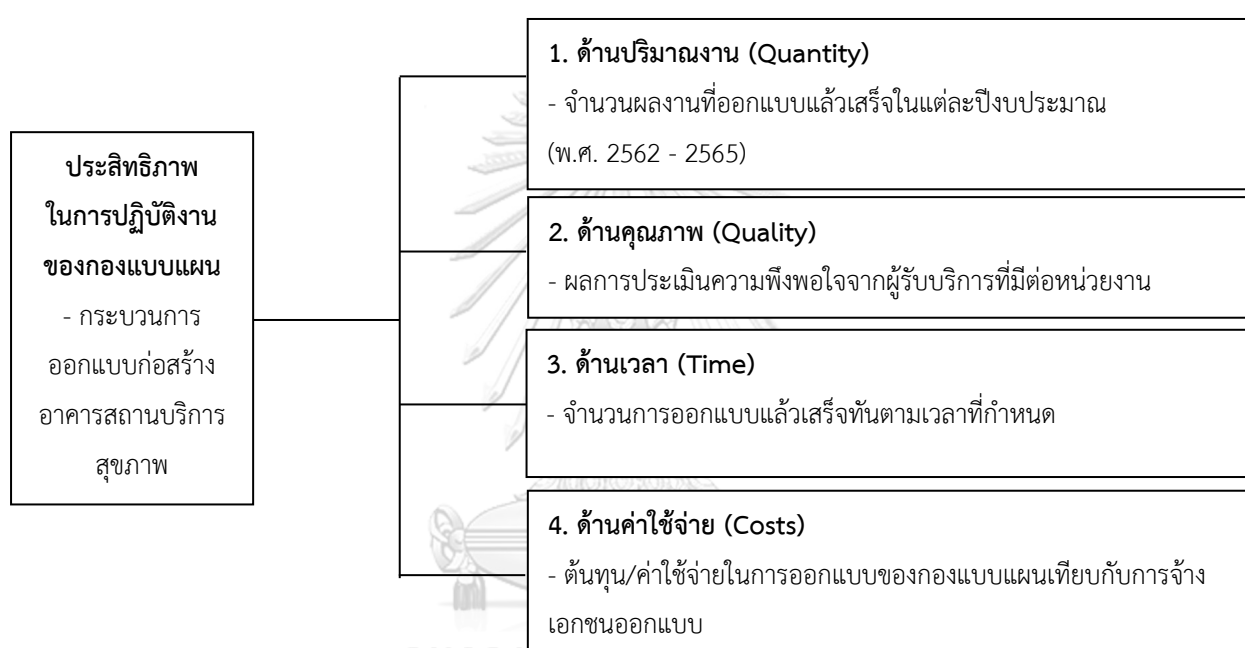 ประสิทธิภาพ
ในการปฏิบัติงาน
ของกองแบบแผน
- กระบวนการ
ออกแบบก่อสร้าง
อาคารสถานบริการ
สุขภาพ
1. ด้านปริมาณงาน (Quantity)
- จำนวนผลงานที่ออกแบบแล้วเสร็จในแต่ละปีงบประมาณ
(พ.ศ. 2562 - 2565)
2. ด้านคุณภาพ (Quality)
- ผลการประเมินความพึงพอใจจากผู้รับบริการที่มีต่อหน่วยงาน
3. ด้านเวลา (Time)
- จำนวนการออกแบบแล้วเสร็จทันตามเวลาที่กำหนด
4. ด้านค่าใช้จ่าย (Costs)
- ต้นทุน/ค่าใช้จ่ายในการออกแบบของกองแบบแผนเทียบกับการจ้าง
เอกชนออกแบบ